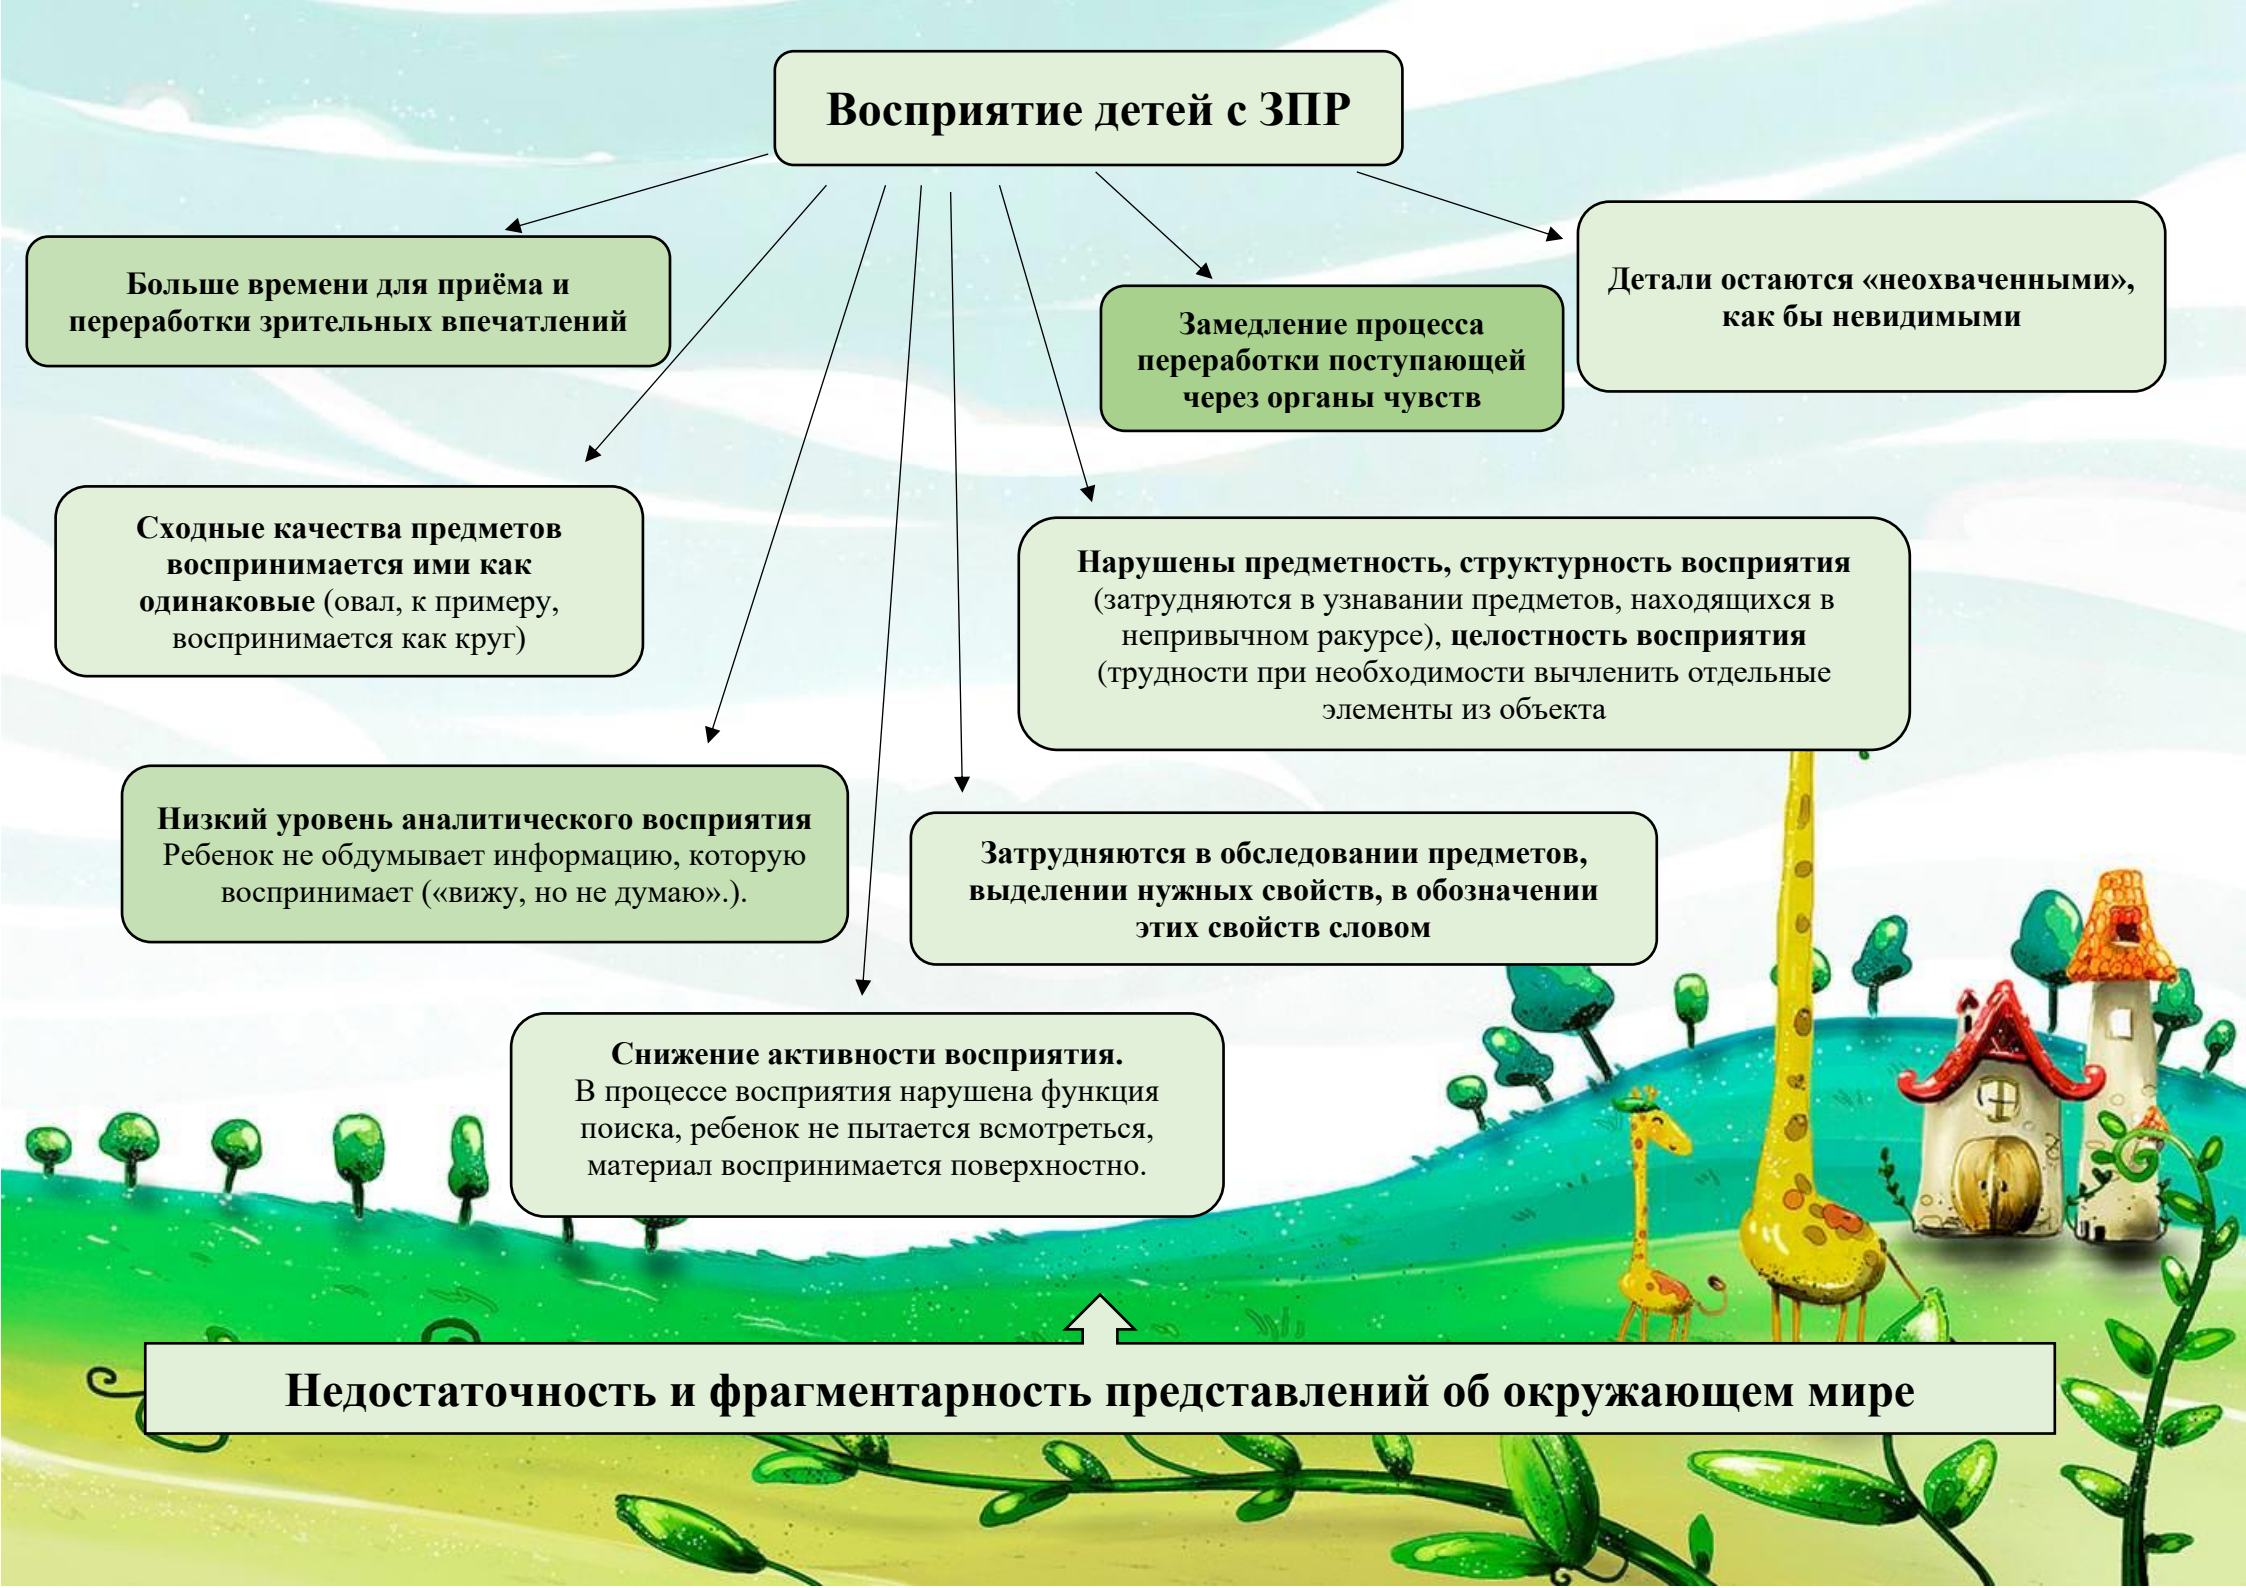 Восприятие детей с ЗПР
Больше времени для приёма и
переработки зрительных впечатлений
Замедление процесса
переработки поступающей
через органы чувств
Детали остаются «неохваченными»,
как бы невидимыми
Сходные качества предметов
воспринимается ими как
одинаковые (овал, к примеру,
воспринимается как круг)
Нарушены предметность, структурность восприятия
(затрудняются в узнавании предметов, находящихся в
непривычном ракурсе), целостность восприятия
(трудности при необходимости вычленить отдельные
элементы из объекта
Низкий уровень аналитического восприятия
Ребенок не обдумывает информацию, которую
воспринимает («вижу, но не думаю».).
Затрудняются в обследовании предметов,
выделении нужных свойств, в обозначении
этих свойств словом
Снижение активности восприятия.
В процессе восприятия нарушена функция
поиска, ребенок не пытается всмотреться,
материал воспринимается поверхностно.
Недостаточность и фрагментарность представлений об окружающем мире